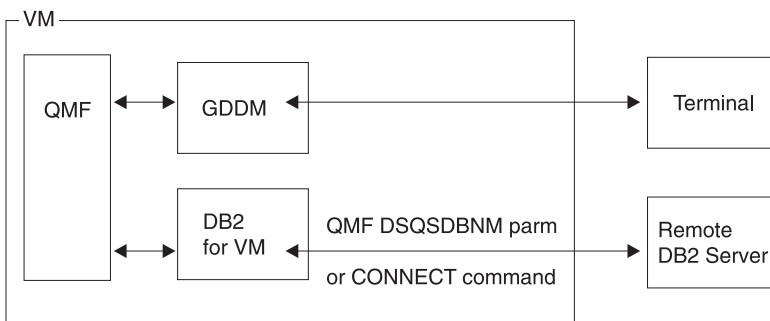 VM
QMF
GDDM
Terminal
DB2
for VM
QMF DSQSDBNM parm
or CONNECT command
Remote
DB2 Server